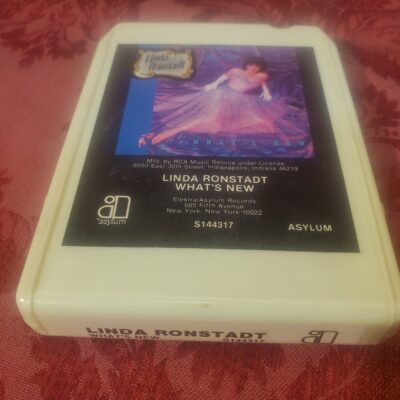 Linda
Ronstadt
WHAT'S NEW
Mfd. by RCA Music Service under License
6550 East 30th Street, Indianapolis, Indiana 46219
LINDA RONSTADT
WHAT'S NEW
Elektra/Asylum Records
665 Fifth Avenue
New York, New York 10022
asylum
S144317 ASYLUM
LINDA RONSTADT
WHAT'S NEW S144317